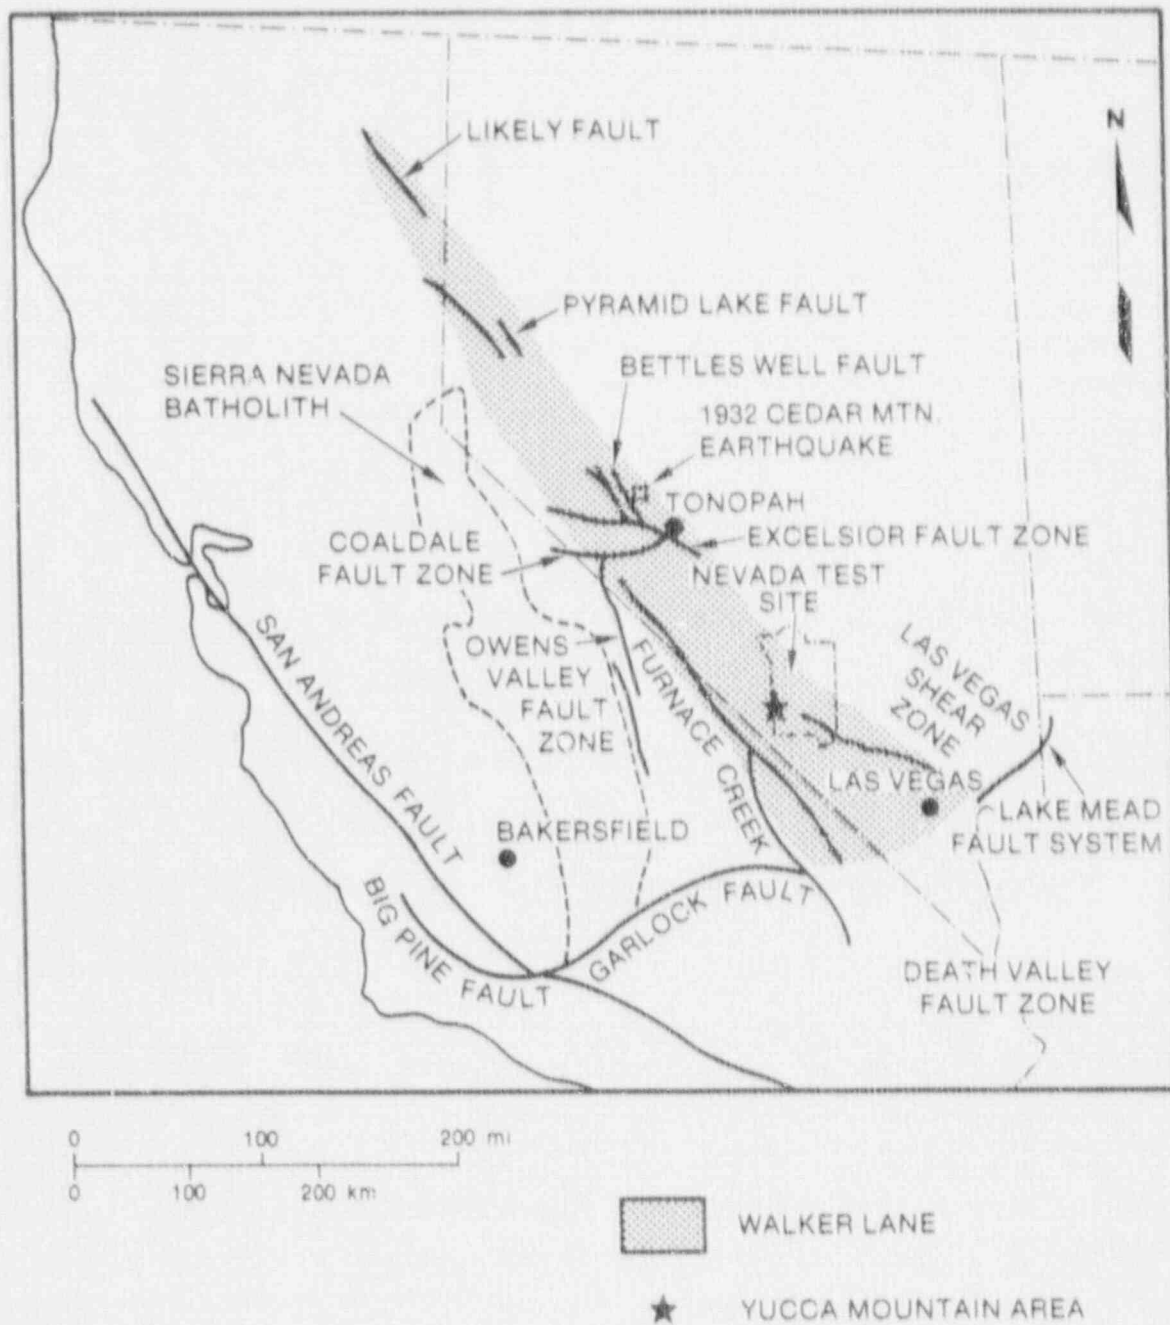 LIKELY FAULT
N
PYRAMID LAKE FAULT
BETTLES WELL FAULT
SIERRA NEVADA
BATHOLITH
1932 CEDAR MTN.
EARTHQUAKE
TONOPAH
EXCELSIOR FAULT ZONE
COALDALE
FAULT ZONE
NEVADA TEST
SITE
OWENS
VALLEY
FAULT
ZONE
LAS VEGAS
SHEAR
ZONE
SAN ANDREAS FAULT
FURNACE CREEK
LAS VEGAS
LAKE MEAD
FAULT SYSTEM
BAKERSFIELD
BIG PINE FAULT
GARLOCK FAULT
DEATH VALLEY
FAULT ZONE
0 100 200 mi
0 100 200 km
WALKER LANE
YUCCA MOUNTAIN AREA